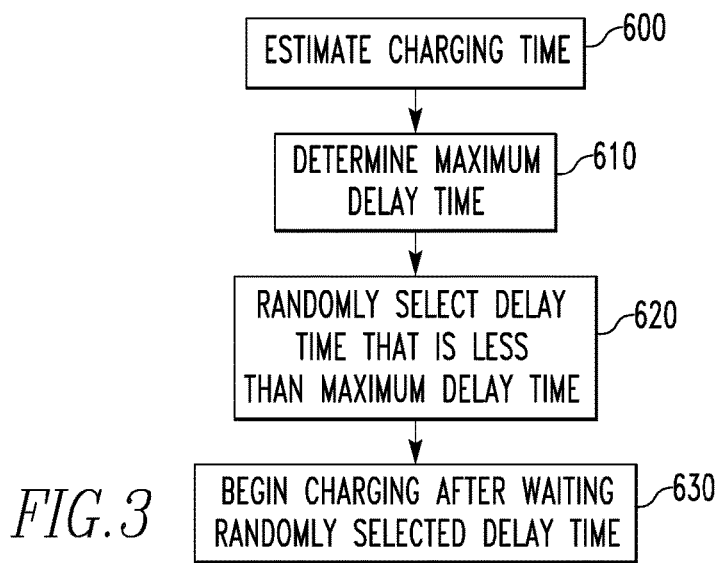 ESTIMATE CHARGING TIME
600
DETERMINE MAXIMUM
DELAY TIME
610
RANDOMLY SELECT DELAY
TIME THAT IS LESS
THAN MAXIMUM DELAY TIME
620
BEGIN CHARGING AFTER WAITING
RANDOMLY SELECTED DELAY TIME
630
FIG.3